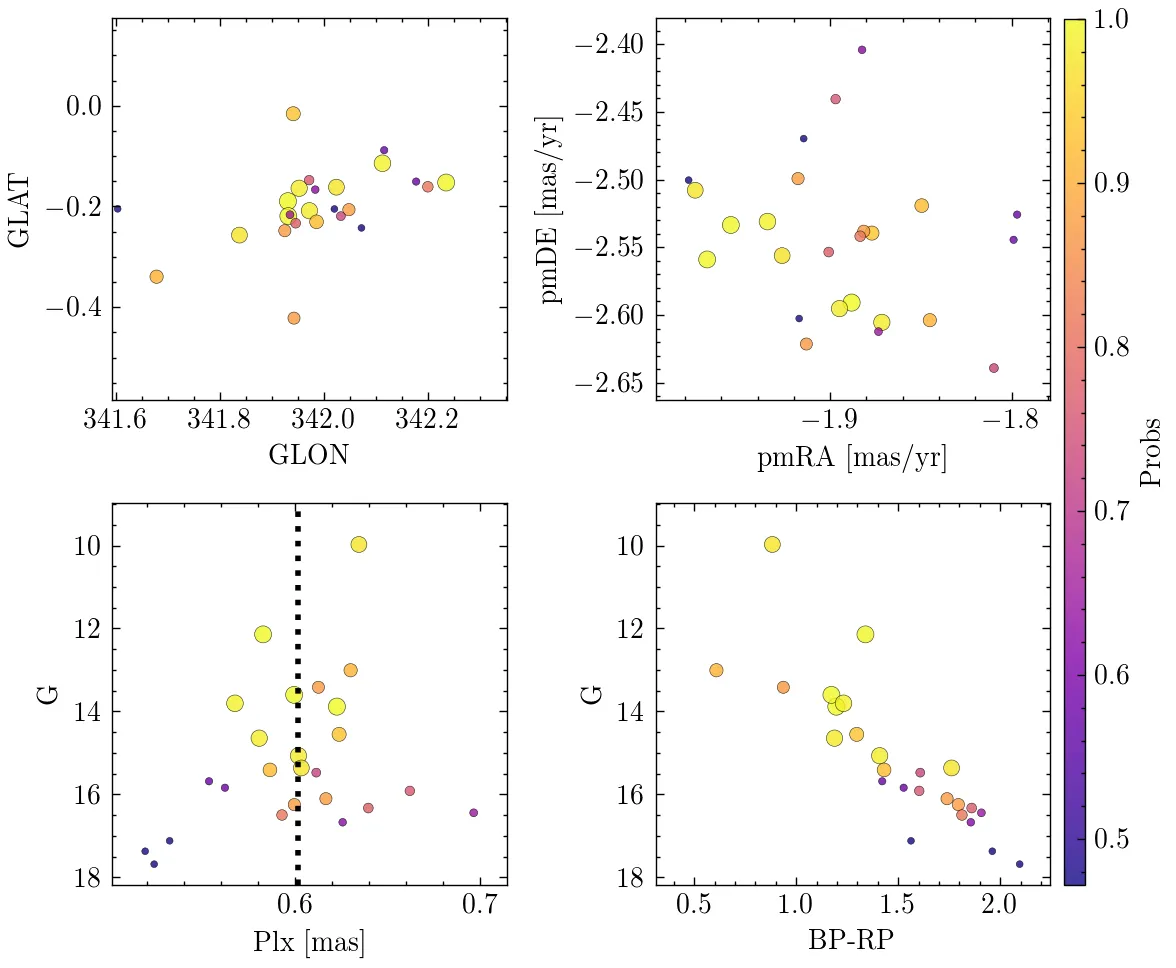 0.0
−0.2
−0.4
GLAT
341.6 341.8 342.0 342.2
GLON
−2.40
−2.45
−2.50
−2.55
−2.60
−2.65
pmDE [mas/yr]
−1.9 −1.8
pmRA [mas/yr]
1.0
0.9
0.8
0.7
0.6
0.5
Probs
10
12
14
16
18
G
0.6 0.7
Plx [mas]
10
12
14
16
18
G
0.5 1.0 1.5 2.0
BP-RP